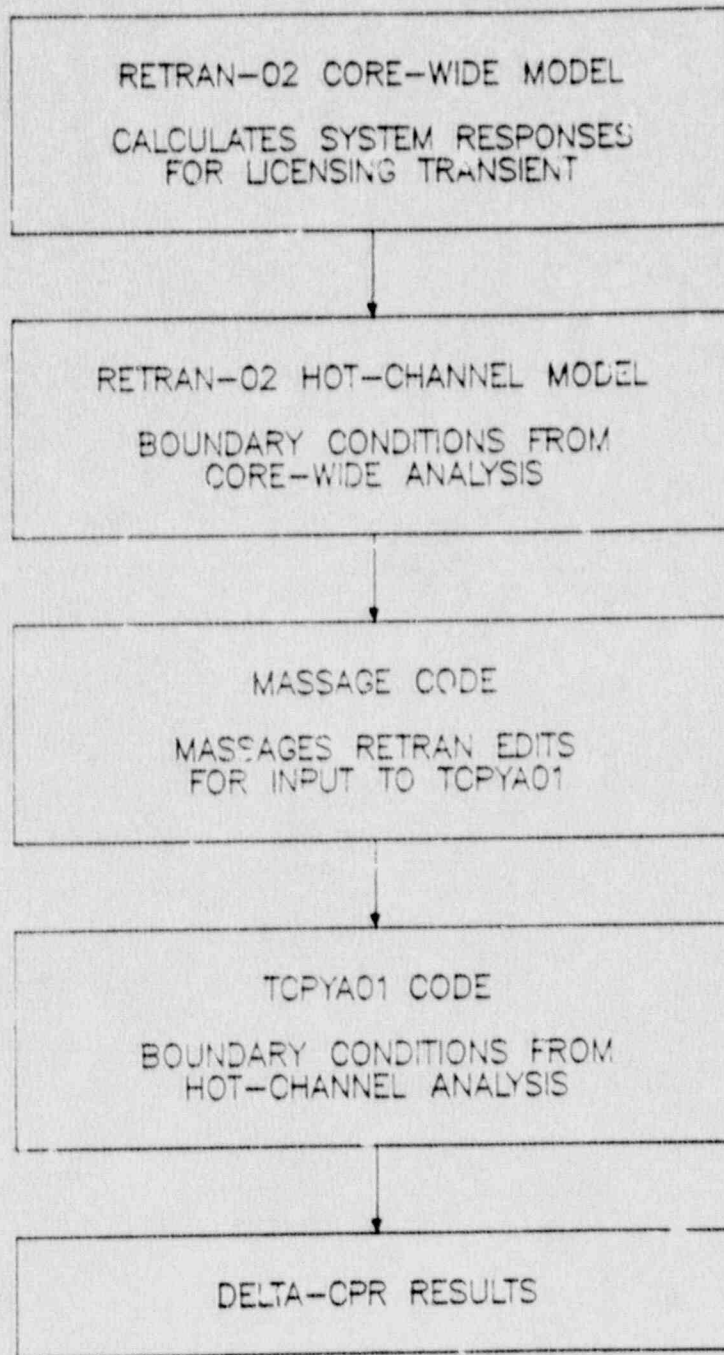 RETRAN-02 CORE-WIDE MODEL
CALCULATES SYSTEM RESPONSES
FOR LICENSING TRANSIENT
RETRAN-02 HOT-CHANNEL MODEL
BOUNDARY CONDITIONS FROM
CORE-WIDE ANALYSIS
MASSAGE CODE
MASSAGES RETRAN EDITS
FOR INPUT TO TCPYA01
TCPYA01 CODE
BOUNDARY CONDITIONS FROM
HOT-CHANNEL ANALYSIS
DELTA-CPR RESULTS